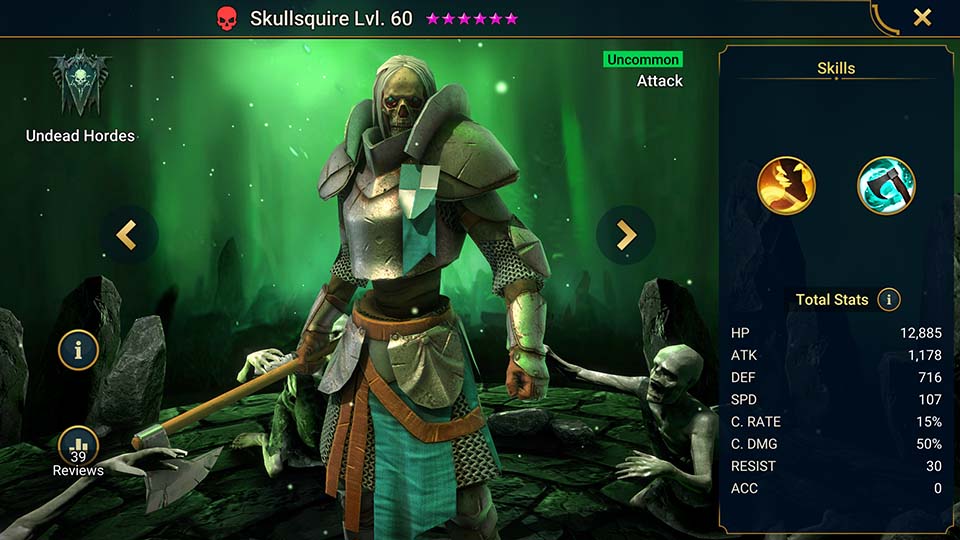 Skullsquire Lvl. 60
Undead Hordes
Uncommon
Attack
39
Reviews
Skills
Total Stats i
HP 12,885
ATK 1,178
DEF 716
SPD 107
C. RATE 15%
C. DMG 50%
RESIST 30
ACC 0